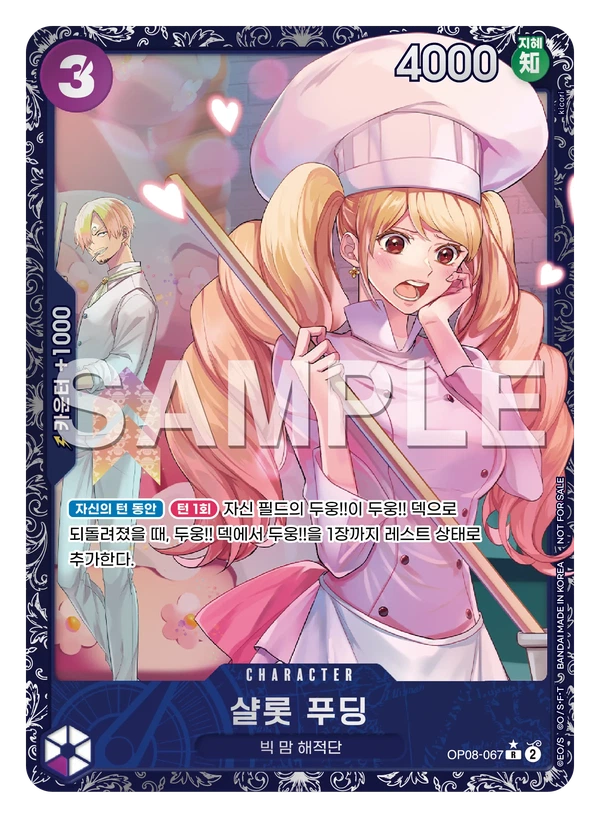 3
4000
지혜
知
kicori
카운터 +1000
SAMPLE
자신의 턴 동안 턴 1회 자신 필드의 두웅!!이 두웅!! 덱으로
되돌려졌을 때, 두웅!! 덱에서 두웅!!을 1장까지 레스트 상태로
추가한다.
CHARACTER
샬롯 푸딩
빅 맘 해적단
OP08-067 R 2
©EO/S ©O/S·F·T BANDAI MADE IN KOREA NOT FOR SALE